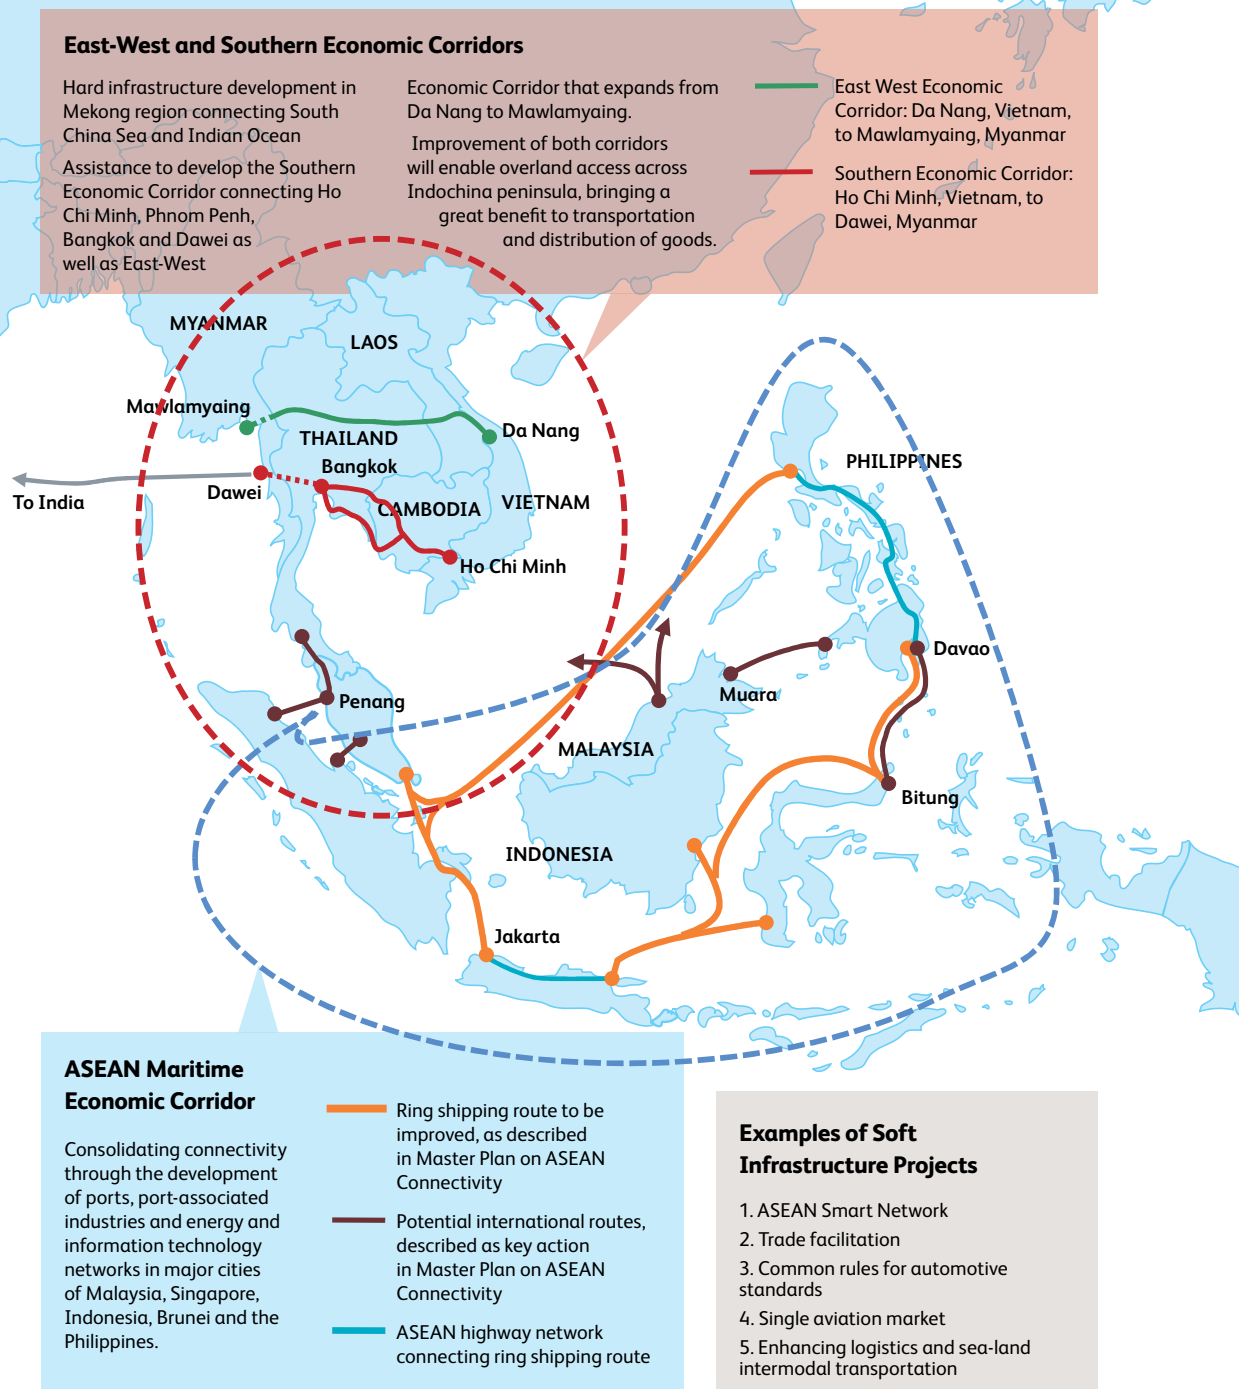 East-West and Southern Economic Corridors
Hard infrastructure development in
Mekong region connecting South
China Sea and Indian Ocean
Assistance to develop the Southern
Economic Corridor connecting Ho
Chi Minh, Phnom Penh,
Bangkok and Dawei as
well as East-West
Economic Corridor that expands from
Da Nang to Mawlamyaing.
Improvement of both corridors
will enable overland access across
Indochina peninsula, bringing a
great benefit to transportation
and distribution of goods.
East West Economic
Corridor: Da Nang, Vietnam,
to Mawlamyaing, Myanmar
Southern Economic Corridor:
Ho Chi Minh, Vietnam, to
Dawei, Myanmar
MYANMAR
LAOS
Mawlamyaing
Da Nang
THAILAND
Bangkok
PHILIPPINES
Dawei
To India
CAMBODIA
VIETNAM
Ho Chi Minh
Davao
Penang
Muara
MALAYSIA
Bitung
INDONESIA
Jakarta
ASEAN Maritime
Economic Corridor
Consolidating connectivity
through the development
of ports, port-associated
industries and energy and
information technology
networks in major cities
of Malaysia, Singapore,
Indonesia, Brunei and the
Philippines.
Ring shipping route to be
improved, as described
in Master Plan on ASEAN
Connectivity
Potential international routes,
described as key action
in Master Plan on ASEAN
Connectivity
ASEAN highway network
connecting ring shipping route
Examples of Soft
Infrastructure Projects
1. ASEAN Smart Network
2. Trade facilitation
3. Common rules for automotive
standards
4. Single aviation market
5. Enhancing logistics and sea-land
intermodal transportation